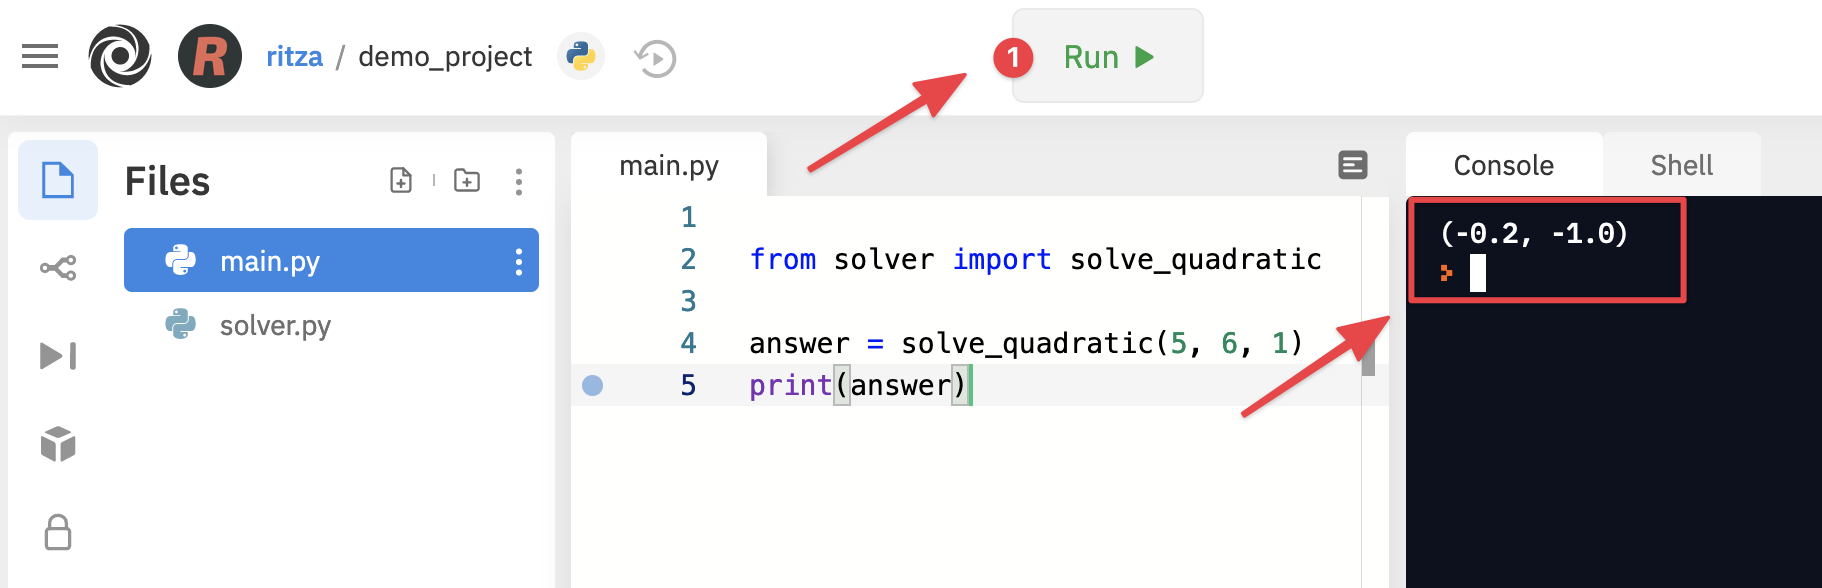 R ritza / demo_project
1 Run
Files
main.py
solver.py
main.py
1
2 from solver import solve_quadratic
3
4 answer = solve_quadratic(5, 6, 1)
5 print(answer)
Console Shell
(-0.2, -1.0)